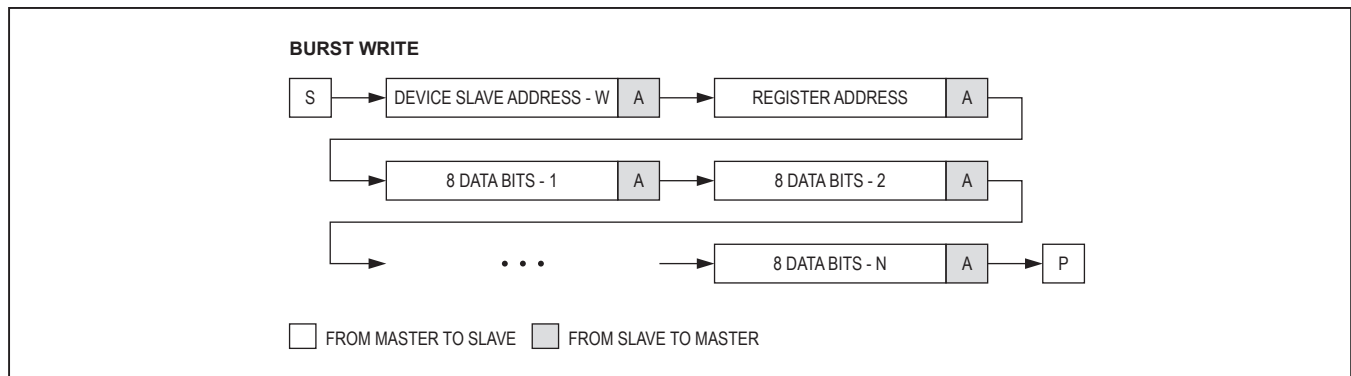 BURST WRITE
S DEVICE SLAVE ADDRESS - W A REGISTER ADDRESS A
8 DATA BITS - 1 A 8 DATA BITS - 2 A
• • • 8 DATA BITS - N A P
FROM MASTER TO SLAVE FROM SLAVE TO MASTER